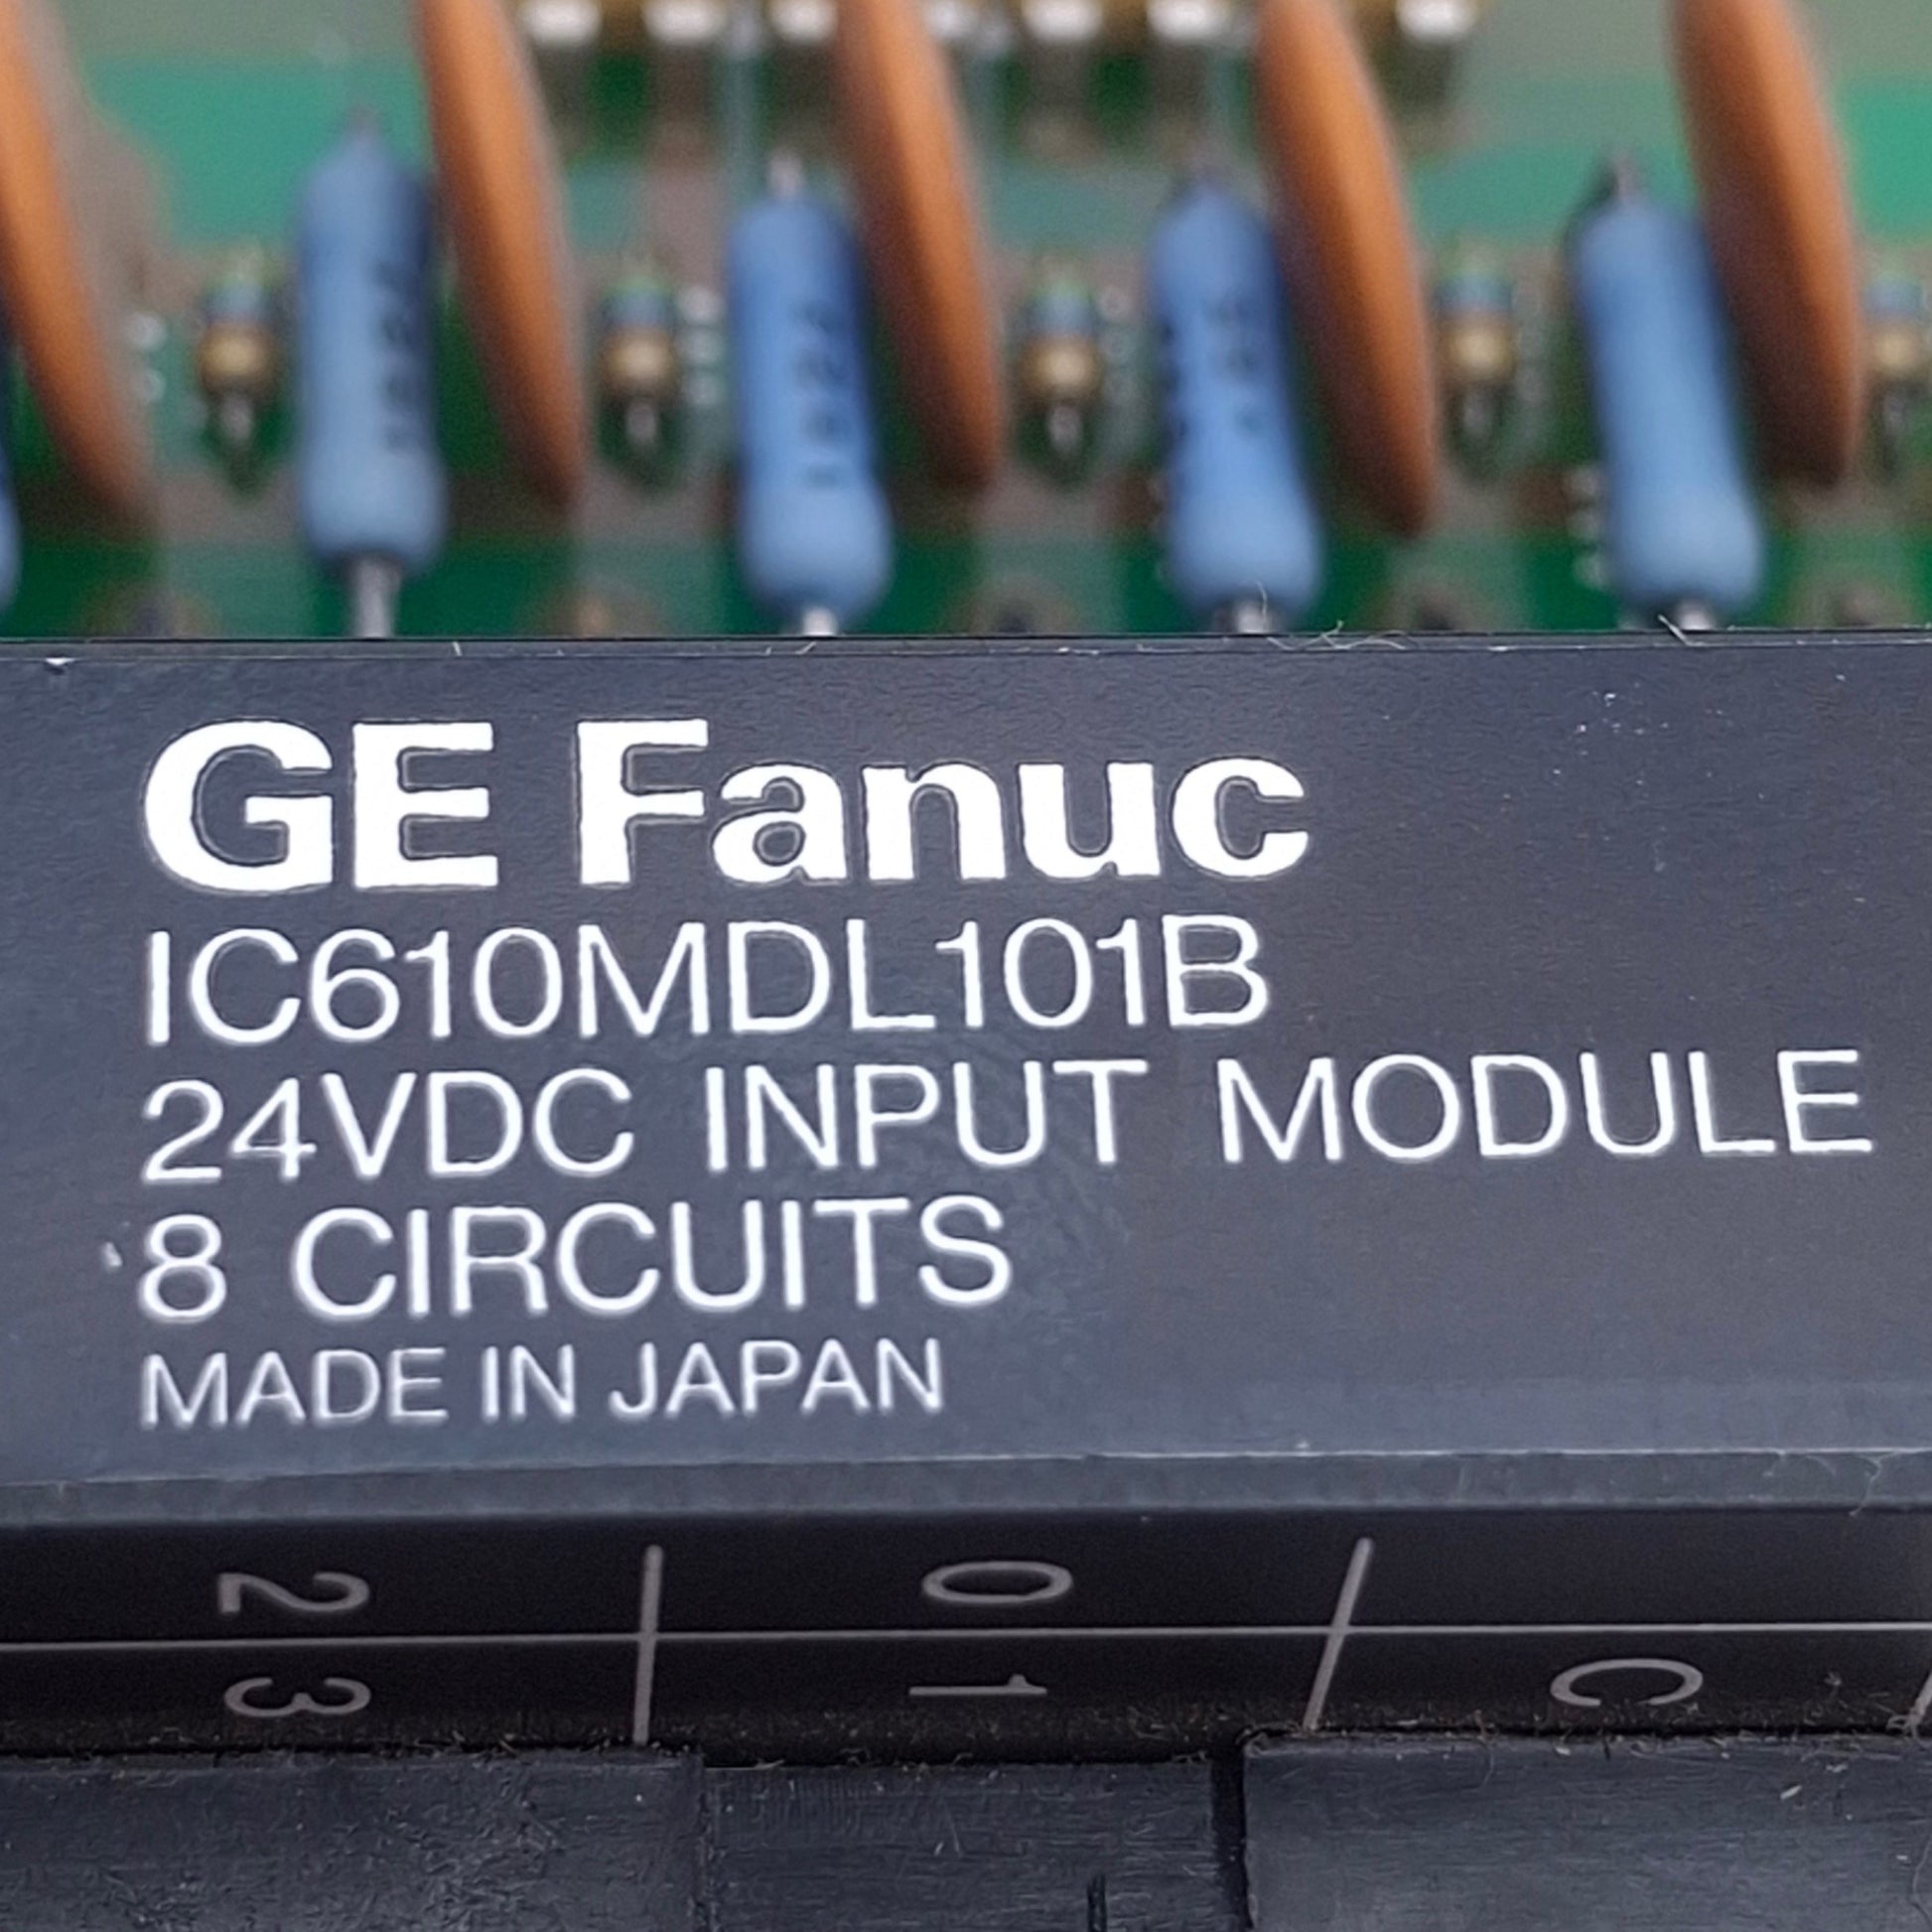 GE Fanuc
IC610MDL101B
24VDC INPUT MODULE
8 CIRCUITS
MADE IN JAPAN
2 0
3 1 C